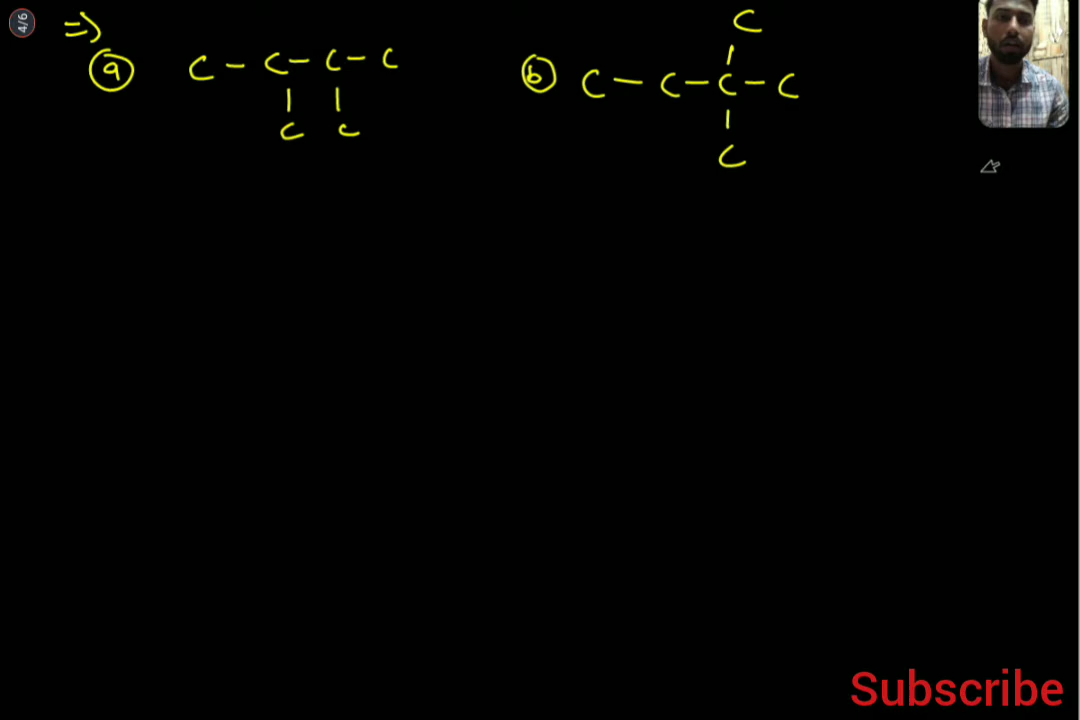 4/6
=>
C
(a) C - C - C - C (b) C - C - C - C
| | |
C C C
Subscribe